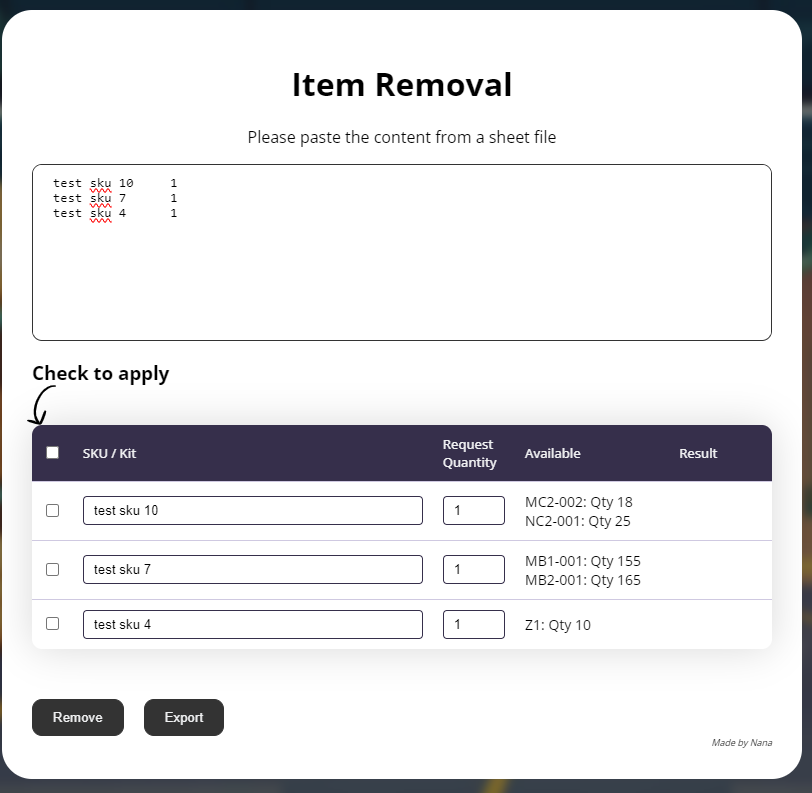 Item Removal
Please paste the content from a sheet file
test sku 10 1
test sku 7 1
test sku 4 1
Check to apply
SKU / Kit Request Quantity Available Result
test sku 10 1 MC2-002: Qty 18
NC2-001: Qty 25
test sku 7 1 MB1-001: Qty 155
MB2-001: Qty 165
test sku 4 1 Z1: Qty 10
Remove Export
Made by Nana